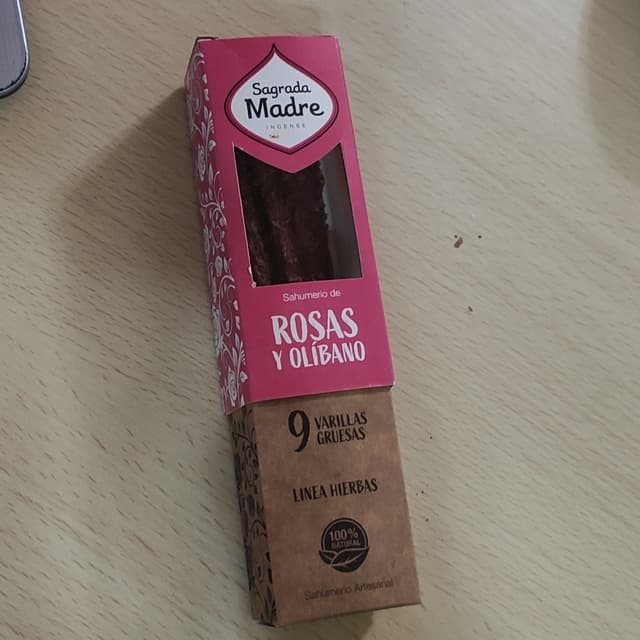 Sagrada
Madre
INCENSE
Sahumerio de
ROSAS
Y OLÍBANO
9 VARILLAS
GRUESAS
LINEA HIERBAS
100%
NATURAL
Sahumerio Artesanal